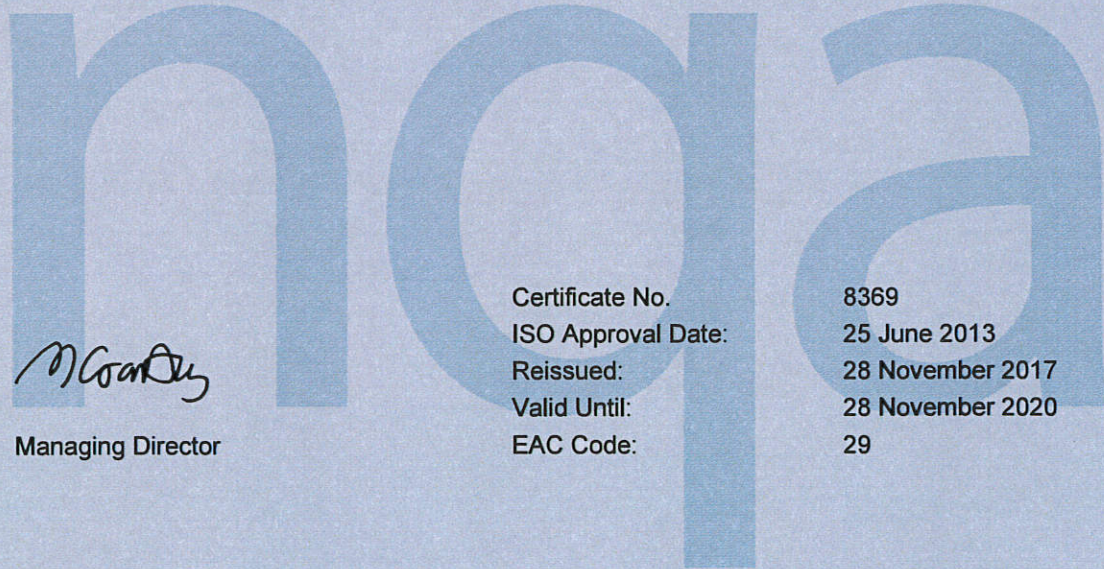 nqa
Certificate No. 8369
ISO Approval Date: 25 June 2013
Reissued: 28 November 2017
Valid Until: 28 November 2020
EAC Code: 29
Managing Director